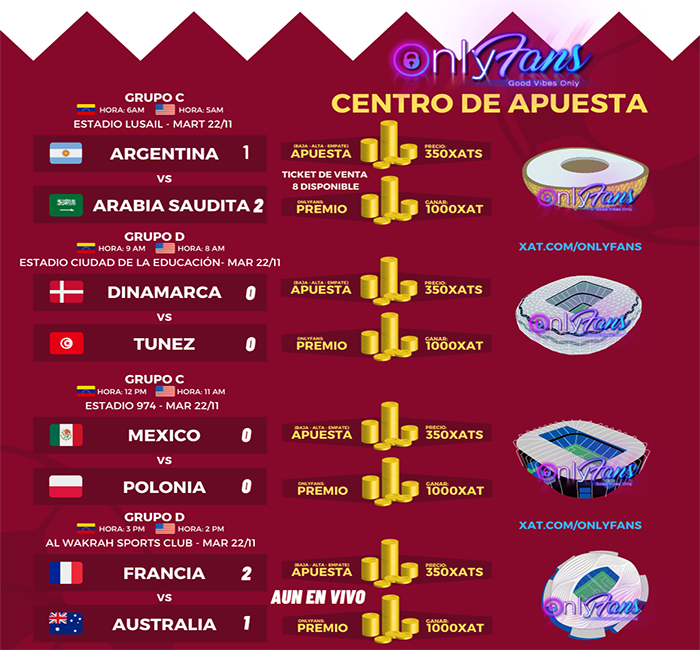 OnlyFans
Good Vibes Only
CENTRO DE APUESTA
GRUPO C
HORA: 6AM HORA: 5AM
ESTADIO LUSAIL - MART 22/11
ARGENTINA 1
VS
ARABIA SAUDITA 2
(BAJA - ALTA - EMPATE)
APUESTA
PRECIO:
350XATS
TICKET DE VENTA
8 DISPONIBLE
ONLYFANS:
PREMIO
GANAR:
1000XAT
OnlyFans
XAT.COM/ONLYFANS
GRUPO D
HORA: 9 AM HORA: 8 AM
ESTADIO CIUDAD DE LA EDUCACIÓN- MAR 22/11
DINAMARCA 0
VS
TUNEZ 0
(BAJA - ALTA - EMPATE)
APUESTA
PRECIO:
350XATS
ONLYFANS:
PREMIO
GANAR:
1000XAT
OnlyFans
GRUPO C
HORA: 12 PM HORA: 11 AM
ESTADIO 974 - MAR 22/11
MEXICO 0
VS
POLONIA 0
(BAJA - ALTA - EMPATE)
APUESTA
PRECIO:
350XATS
ONLYFANS:
PREMIO
GANAR:
1000XAT
OnlyFans
XAT.COM/ONLYFANS
GRUPO D
HORA: 3 PM HORA: 2 PM
AL WAKRAH SPORTS CLUB - MAR 22/11
FRANCIA 2
VS
AUSTRALIA 1
(BAJA - ALTA - EMPATE)
APUESTA
PRECIO:
350XATS
AUN EN VIVO
ONLYFANS:
PREMIO
GANAR:
1000XAT
OnlyFans